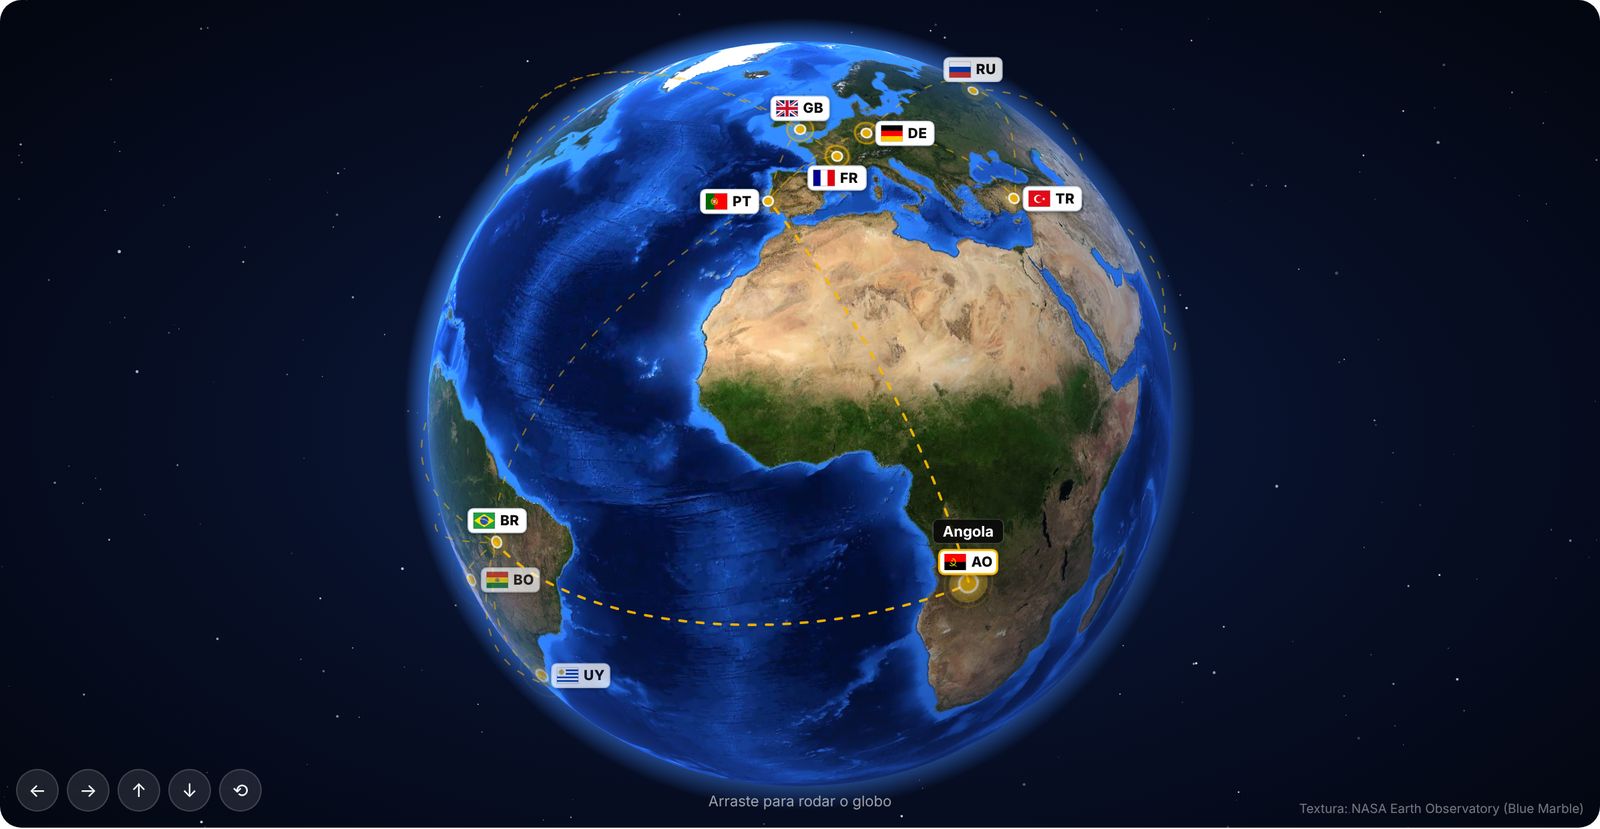 RU
GB
DE
FR
PT
TR
Angola
AO
BR
BO
UY
Arraste para rodar o globo
Textura: NASA Earth Observatory (Blue Marble)